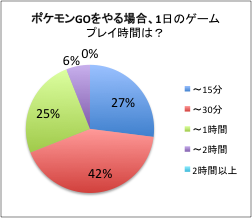 ポケモンGOをやる場合、1日のゲーム
プレイ時間は？
0%
6%
27%
25%
42%
～15分
～30分
～1時間
～2時間
2時間以上